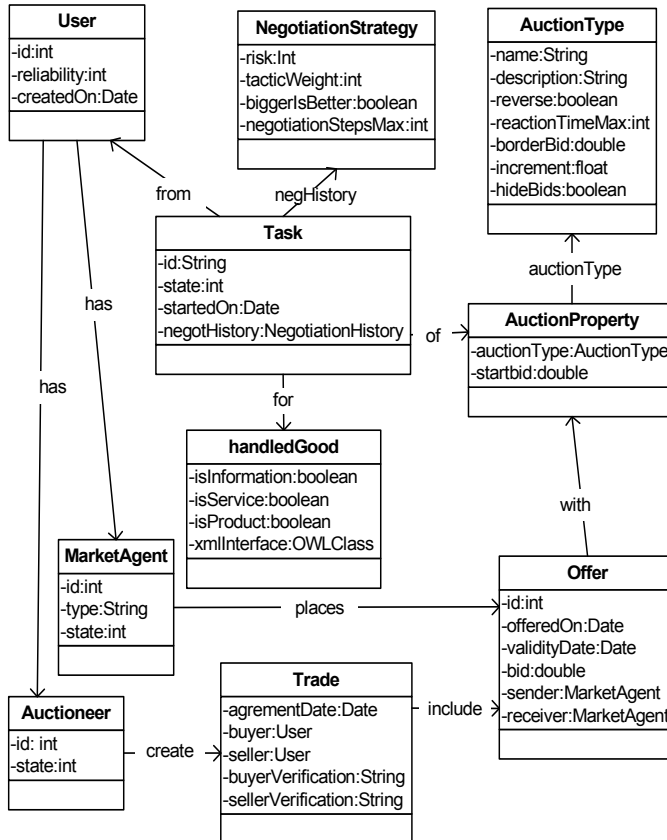 User
-id:int
-reliability:int
-createdOn:Date
NegotiationStrategy
-risk:Int
-tacticWeight:int
-biggerIsBetter:boolean
-negotiationStepsMax:int
AuctionType
-name:String
-description:String
-reverse:boolean
-reactionTimeMax:int
-borderBid:double
-increment:float
-hideBids:boolean
from
negHistory
Task
-id:String
-state:int
-startedOn:Date
-negotHistory:NegotiationHistory
auctionType
has
of
AuctionProperty
-auctionType:AuctionType
-startbid:double
has
for
handledGood
-isInformation:boolean
-isService:boolean
-isProduct:boolean
-xmlInterface:OWLClass
with
MarketAgent
-id:int
-type:String
-state:int
places
Offer
-id:int
-offeredOn:Date
-validityDate:Date
-bid:double
-sender:MarketAgent
-receiver:MarketAgent
Auctioneer
-id: int
-state:int
create
Trade
-agrementDate:Date
-buyer:User
-seller:User
-buyerVerification:String
-sellerVerification:String
include